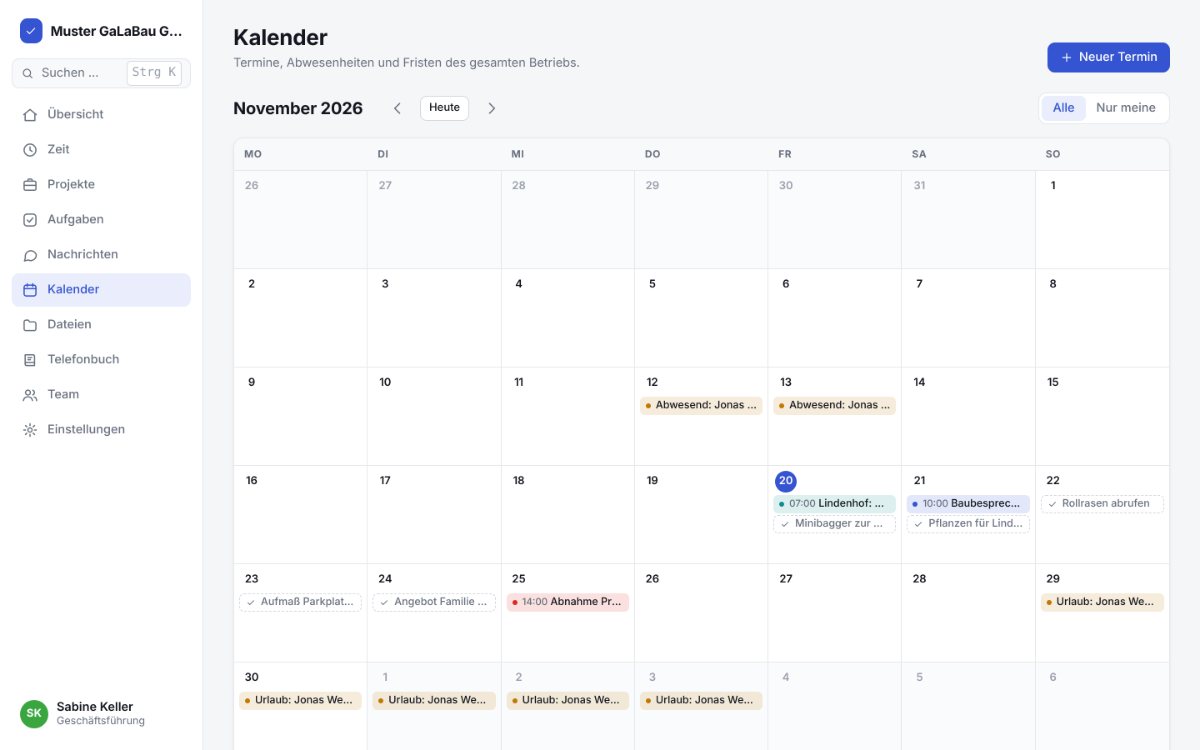 Muster GaLaBau G...
Suchen ... Strg K
Übersicht
Zeit
Projekte
Aufgaben
Nachrichten
Kalender
Dateien
Telefonbuch
Team
Einstellungen
SK Sabine Keller
Geschäftsführung
Kalender
Termine, Abwesenheiten und Fristen des gesamten Betriebs.
+ Neuer Termin
November 2026 Heute
Alle Nur meine
MO DI MI DO FR SA SO
26 27 28 29 30 31 1
2 3 4 5 6 7 8
9 10 11 12 13 14 15
Abwesend: Jonas ... Abwesend: Jonas ...
16 17 18 19 20 21 22
07:00 Lindenhof: ... 10:00 Baubesprec... Rollrasen abrufen
Minibagger zur ... Pflanzen für Lind...
23 24 25 26 27 28 29
Aufmaß Parkplat... Angebot Familie ... 14:00 Abnahme Pr... Urlaub: Jonas We...
30 1 2 3 4 5 6
Urlaub: Jonas We... Urlaub: Jonas We... Urlaub: Jonas We... Urlaub: Jonas We...